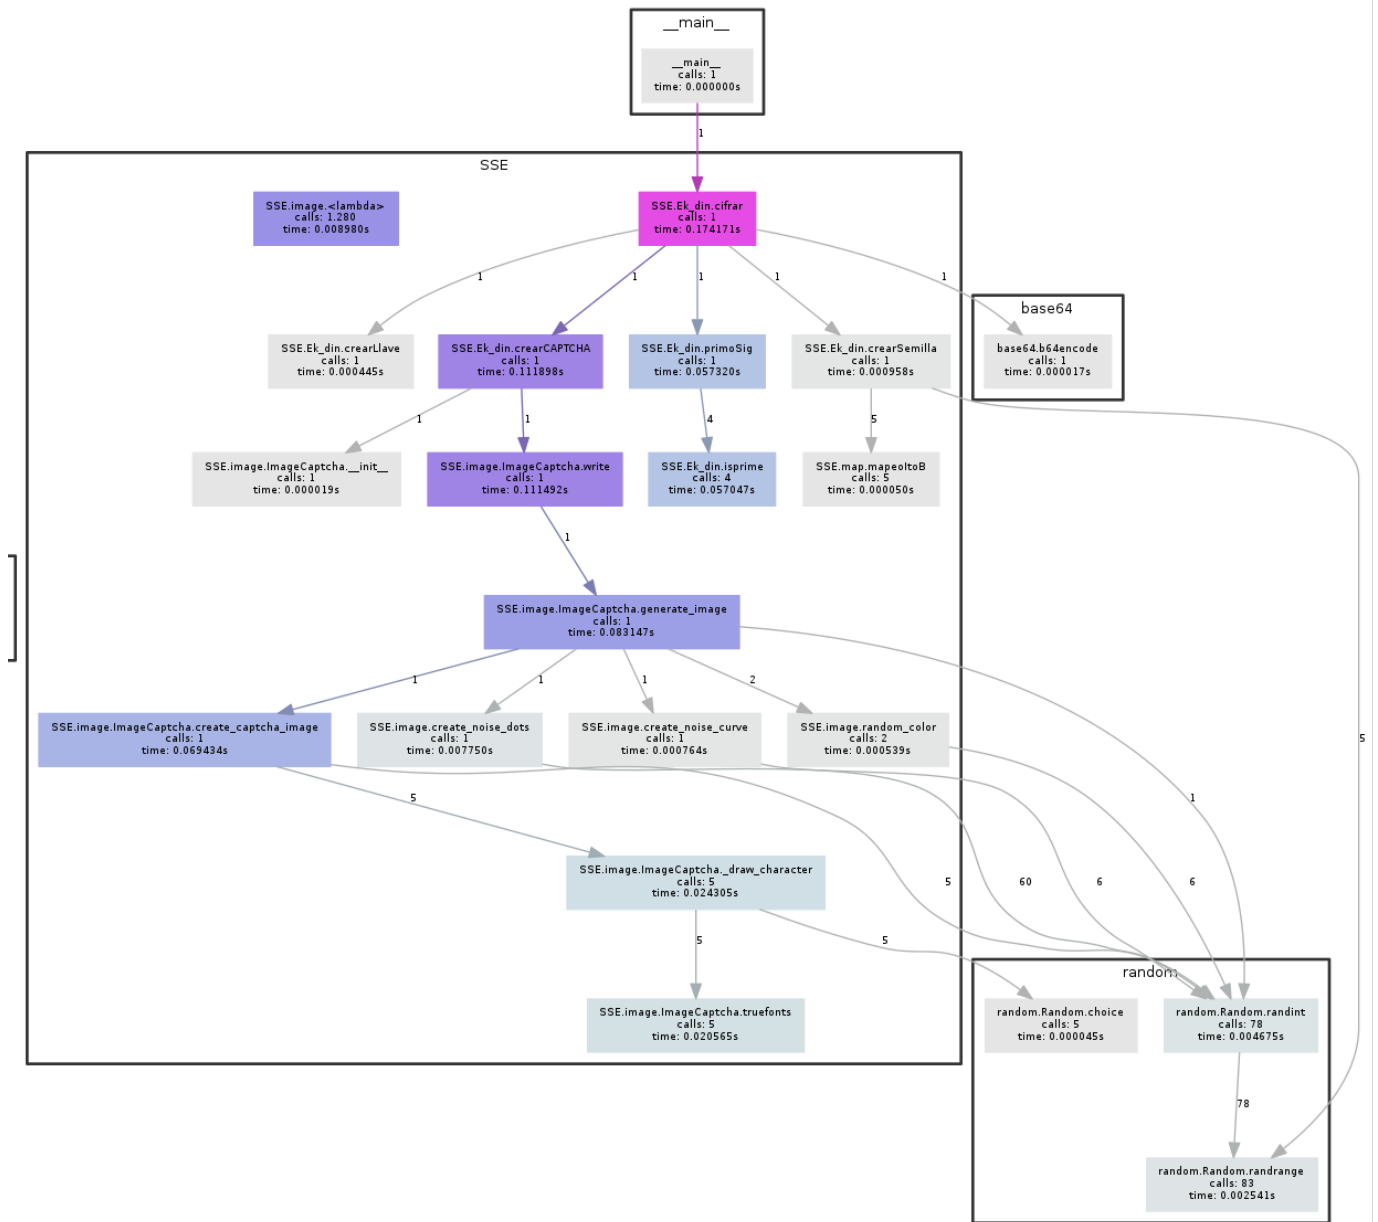 __main__
__main__
calls: 1
time: 0.000000s
1
SSE
SSE.image.<lambda>
calls: 1.280
time: 0.008980s
SSE.Ek_din.cifrar
calls: 1
time: 0.174171s
1
1
1
1
1
base64
SSE.Ek_din.crearLlave
calls: 1
time: 0.000445s
SSE.Ek_din.crearCAPTCHA
calls: 1
time: 0.111898s
SSE.Ek_din.primoSig
calls: 1
time: 0.057320s
SSE.Ek_din.crearSemilla
calls: 1
time: 0.000958s
base64.b64encode
calls: 1
time: 0.000017s
1
1
4
5
SSE.image.ImageCaptcha.__init__
calls: 1
time: 0.000019s
SSE.image.ImageCaptcha.write
calls: 1
time: 0.111492s
SSE.Ek_din.isprime
calls: 4
time: 0.057047s
SSE.map.mapeoItoB
calls: 5
time: 0.000050s
1
SSE.image.ImageCaptcha.generate_image
calls: 1
time: 0.083147s
1
1
1
2
SSE.image.ImageCaptcha.create_captcha_image
calls: 1
time: 0.069434s
SSE.image.create_noise_dots
calls: 1
time: 0.007750s
SSE.image.create_noise_curve
calls: 1
time: 0.000764s
SSE.image.random_color
calls: 2
time: 0.000539s
5
5
1
SSE.image.ImageCaptcha._draw_character
calls: 5
time: 0.024305s
5
60
6
6
5
5
random
SSE.image.ImageCaptcha.truefonts
calls: 5
time: 0.020565s
random.Random.choice
calls: 5
time: 0.000045s
random.Random.randint
calls: 78
time: 0.004675s
78
random.Random.randrange
calls: 83
time: 0.002541s